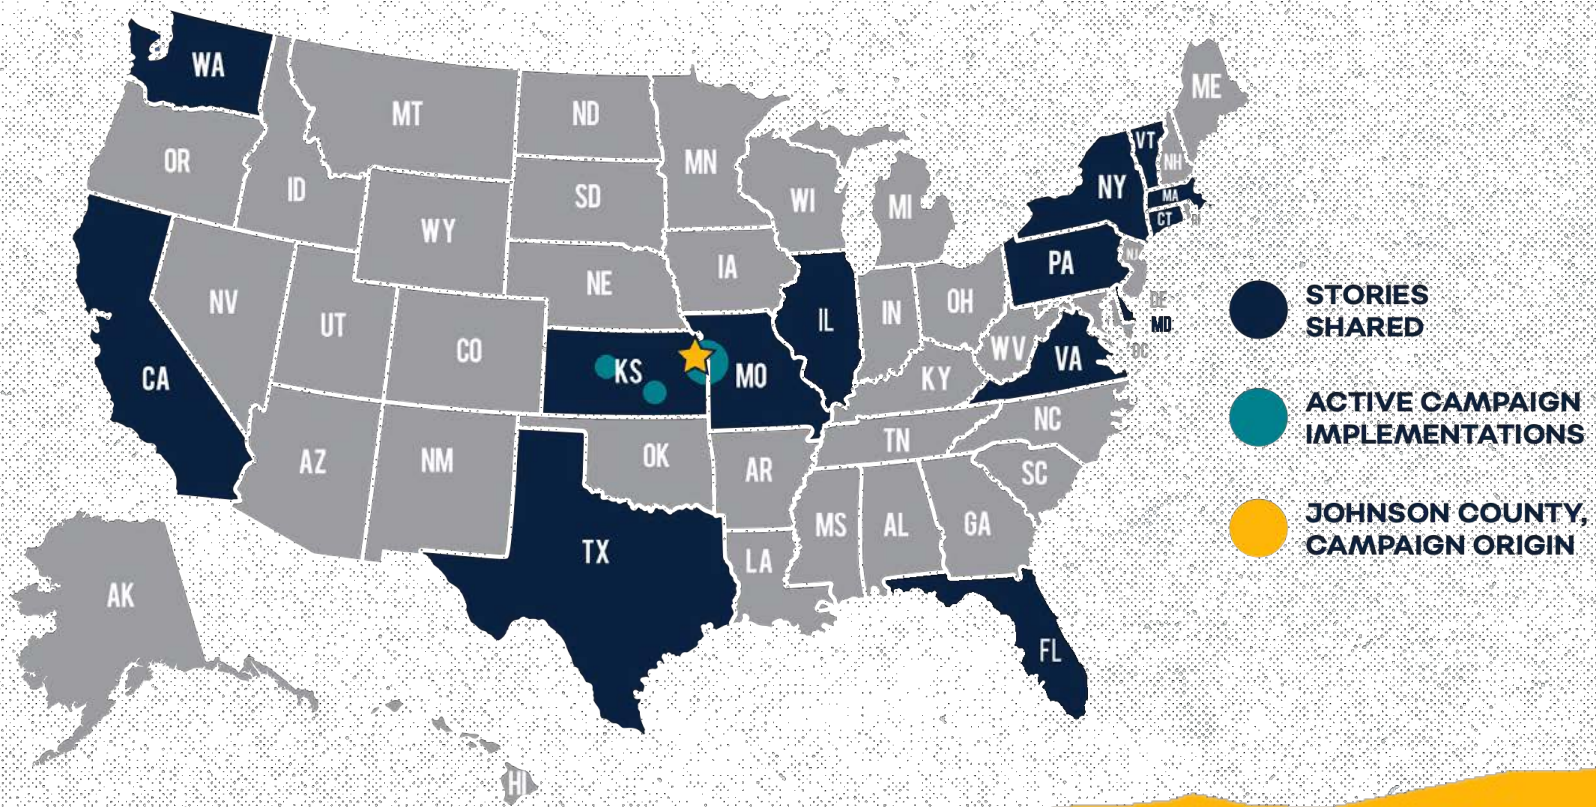 WA
MT
ND
ME
OR
ID
MN
VT
NH
SD
WI
MI
NY
MA
WY
CT
RI
IA
PA
NJ
NE
NV
OH
STORIES
SHARED
UT
IL
IN
DE
MD
CO
WV
VA
DC
CA
KS
MO
KY
ACTIVE CAMPAIGN
IMPLEMENTATIONS
NC
AZ
NM
OK
TN
AR
SC
MS
AL
GA
JOHNSON COUNTY,
CAMPAIGN ORIGIN
TX
LA
AK
FL
HI